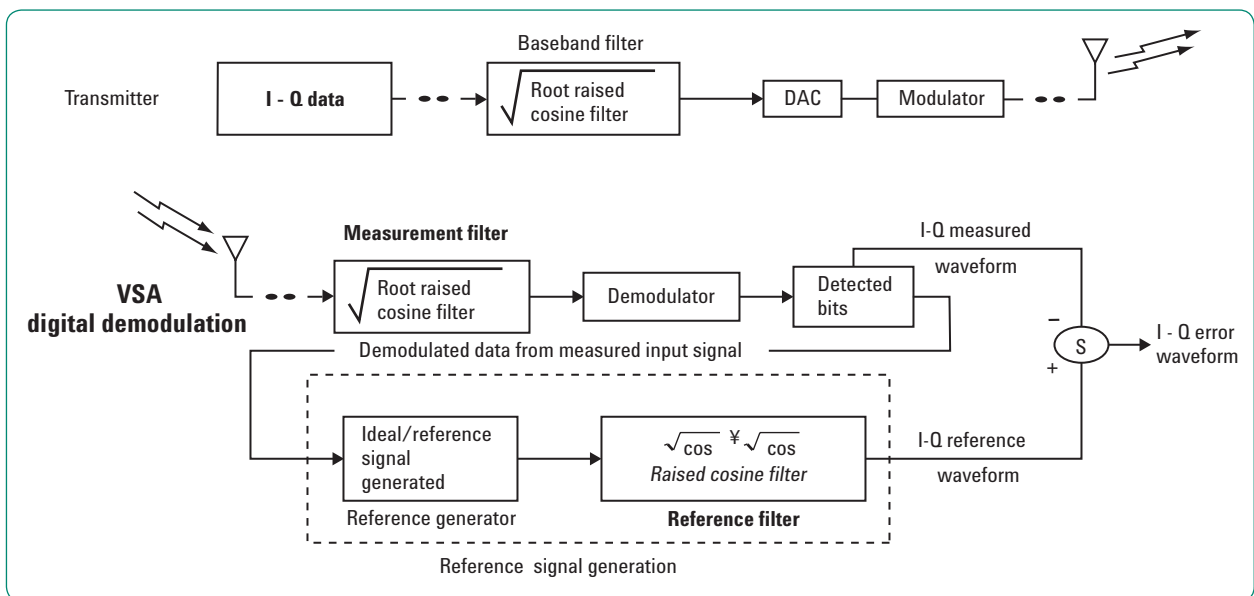 Baseband filter
Transmitter
I - Q data
√ Root raised
cosine filter
DAC
Modulator
Measurement filter
VSA
digital demodulation
√ Root raised
cosine filter
Demodulator
Detected
bits
I-Q measured
waveform
Demodulated data from measured input signal
–
+
S
I - Q error
waveform
Ideal/reference
signal
generated
Reference generator
√cos ¥ √cos
Raised cosine filter
Reference filter
I-Q reference
waveform
Reference signal generation